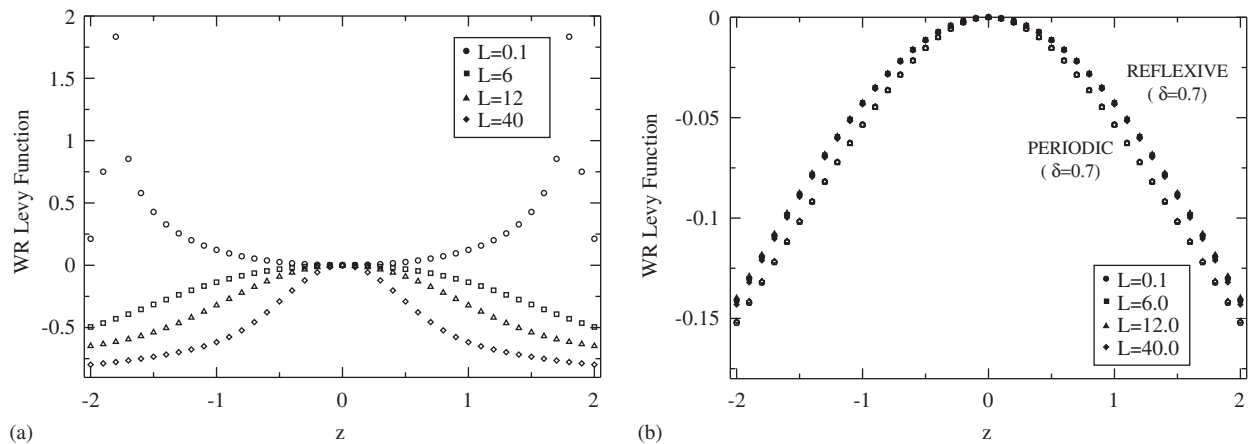 2
1.5
1
0.5
0
-0.5
WR Levy Function
L=0.1
L=6
L=12
L=40
-2
-1
0
1
2
z
(a)
0
-0.05
-0.1
-0.15
WR Levy Function
REFLEXIVE
( δ=0.7)
PERIODIC
( δ=0.7)
L=0.1
L=6.0
L=12.0
L=40.0
-2
-1
0
1
2
z
(b)